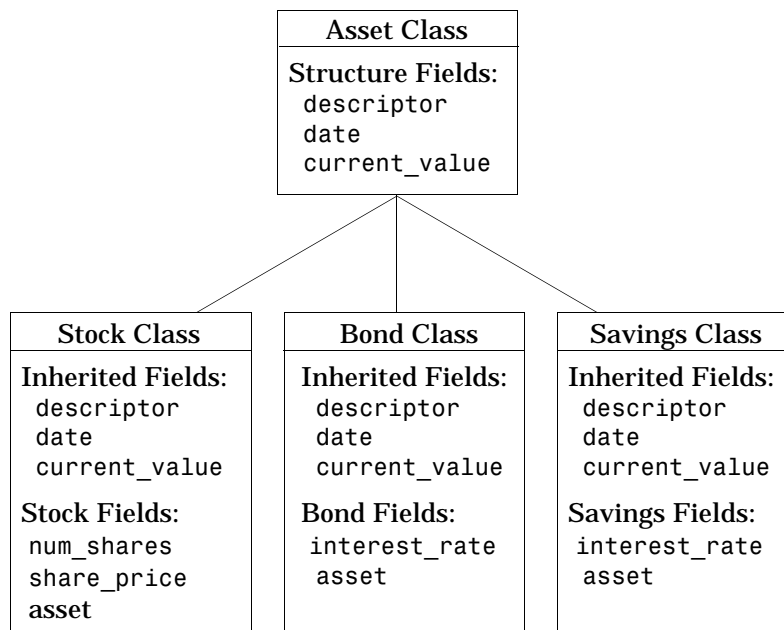 Asset Class
Structure Fields:
descriptor
date
current_value
Stock Class
Inherited Fields:
descriptor
date
current_value
Stock Fields:
num_shares
share_price
asset
Bond Class
Inherited Fields:
descriptor
date
current_value
Bond Fields:
interest_rate
asset
Savings Class
Inherited Fields:
descriptor
date
current_value
Savings Fields:
interest_rate
asset